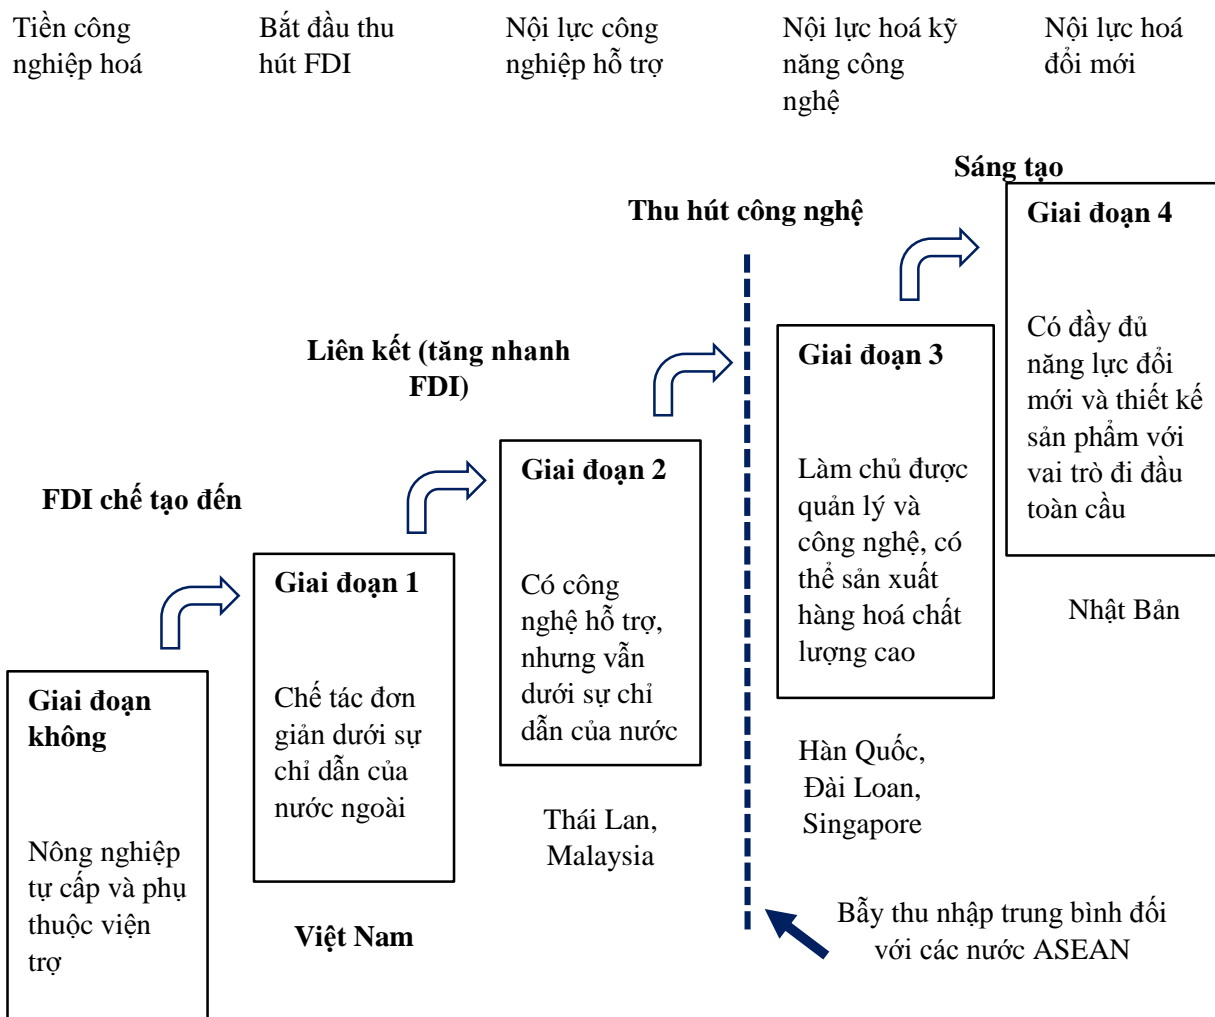 Tiền công
nghiệp hoá
Bắt đầu thu
hút FDI
Nội lực công
nghiệp hỗ trợ
Nội lực hoá kỹ
năng công
nghệ
Nội lực hoá
đổi mới
Sáng tạo
Thu hút công nghệ
Liên kết (tăng nhanh
FDI)
FDI chế tạo đến
Giai đoạn
không
Nông nghiệp
tự cấp và phụ
thuộc viện
trợ
Giai đoạn 1
Chế tác đơn
giản dưới sự
chỉ dẫn của
nước ngoài
Việt Nam
Giai đoạn 2
Có công
nghệ hỗ trợ,
nhưng vẫn
dưới sự chỉ
dẫn của nước
Thái Lan,
Malaysia
Giai đoạn 3
Làm chủ được
quản lý và
công nghệ, có
thể sản xuất
hàng hoá chất
lượng cao
Hàn Quốc,
Đài Loan,
Singapore
Giai đoạn 4
Có đầy đủ
năng lực đổi
mới và thiết kế
sản phẩm với
vai trò đi đầu
toàn cầu
Nhật Bản
Bẫy thu nhập trung bình đối
với các nước ASEAN